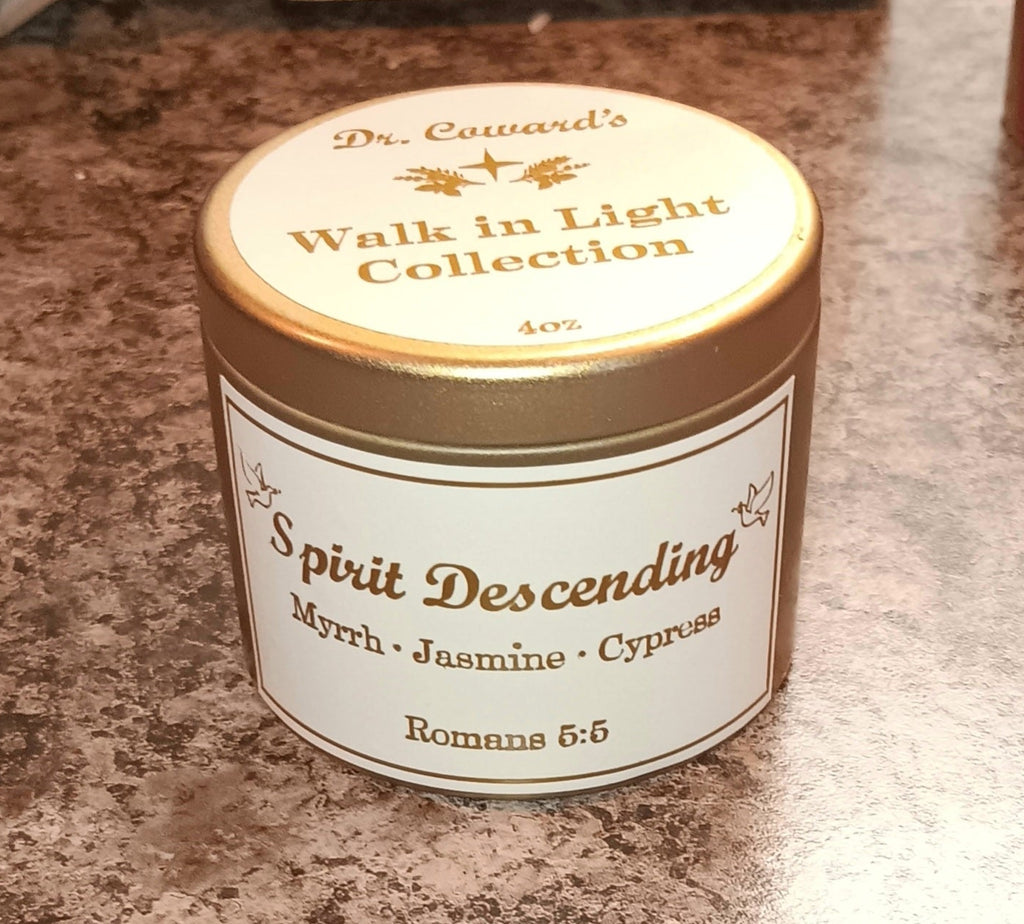 Dr. Coward's
Walk in Light
Collection
4oz
Spirit Descending
Myrrh · Jasmine · Cypress
Romans 5:5